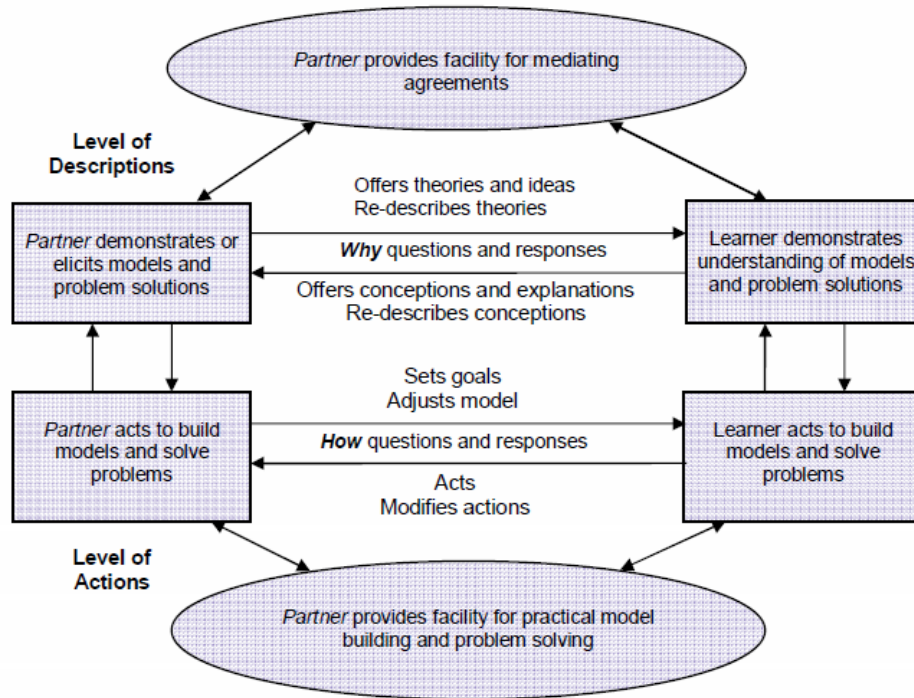 Partner provides facility for mediating
agreements
Level of
Descriptions
Offers theories and ideas
Re-describes theories
Partner demonstrates or
elicits models and
problem solutions
Why questions and responses
Learner demonstrates
understanding of models
and problem solutions
Offers conceptions and explanations
Re-describes conceptions
Sets goals
Adjusts model
Partner acts to build
models and solve
problems
How questions and responses
Learner acts to build
models and solve
problems
Acts
Modifies actions
Level of
Actions
Partner provides facility for practical model
building and problem solving